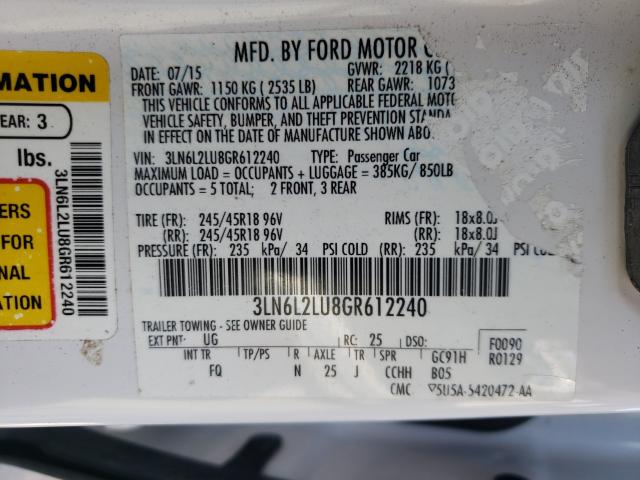 MFD. BY FORD MOTOR
DATE: 07/15 GVWR: 2218 KG (
FRONT GAWR: 1150 KG ( 2535 LB) REAR GAWR: 1073
THIS VEHICLE CONFORMS TO ALL APPLICABLE FEDERAL MOTO
VEHICLE SAFETY, BUMPER, AND THEFT PREVENTION STANDA
IN EFFECT ON THE DATE OF MANUFACTURE SHOWN ABO
VIN: 3LN6L2LU8GR612240 TYPE: Passenger Car
MAXIMUM LOAD = OCCUPANTS + LUGGAGE = 385KG/ 850LB
OCCUPANTS = 5 TOTAL; 2 FRONT, 3 REAR
TIRE (FR): 245/45R18 96V RIMS (FR): 18x8.0J
(RR): 245/45R18 96V (RR): 18x8.0J
PRESSURE (FR): 235 kPa/ 34 PSI COLD (RR): 235 kPa/ 34 PSI COLD
3LN6L2LU8GR612240
TRAILER TOWING - SEE OWNER GUIDE
EXT PNT: UG RC: 25 DSO: F0090
INT TR TP/PS R AXLE TR SPR GC91H R0129
FQ N 25 J CCHH B05
CMC 5U5A-5420472-AA
RMATION
EAR: 3
lbs.
ERS
FOR
NAL
3LN6L2LU8GR612240